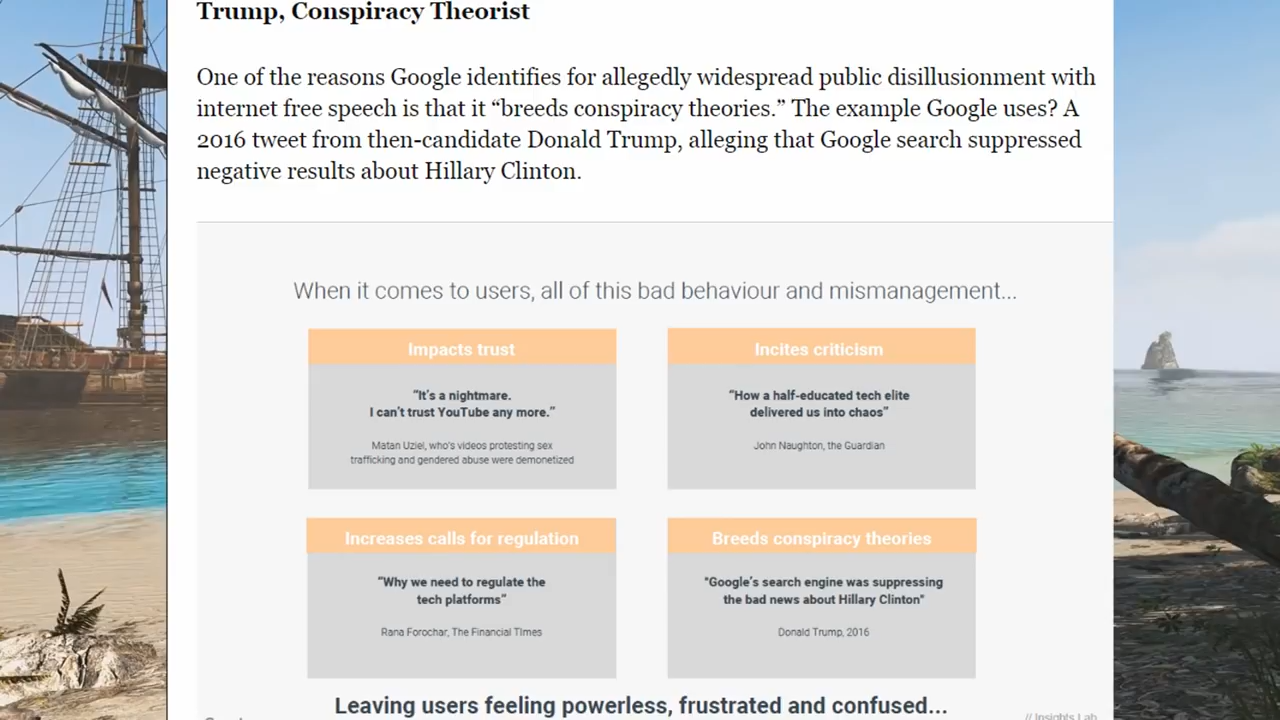 Trump, Conspiracy Theorist
One of the reasons Google identifies for allegedly widespread public disillusionment with
internet free speech is that it “breeds conspiracy theories.” The example Google uses? A
2016 tweet from then-candidate Donald Trump, alleging that Google search suppressed
negative results about Hillary Clinton.
When it comes to users, all of this bad behaviour and mismanagement...
Impacts trust
“It's a nightmare.
I can't trust YouTube any more.”
Matan Uziel, who's videos protesting sex
trafficking and gendered abuse were demonetized
Incites criticism
“How a half-educated tech elite
delivered us into chaos”
John Naughton, the Guardian
Increases calls for regulation
“Why we need to regulate the
tech platforms”
Rana Forochar, The Financial Times
Breeds conspiracy theories
"Google's search engine was suppressing
the bad news about Hillary Clinton"
Donald Trump, 2016
Leaving users feeling powerless, frustrated and confused...
// Insights Lab